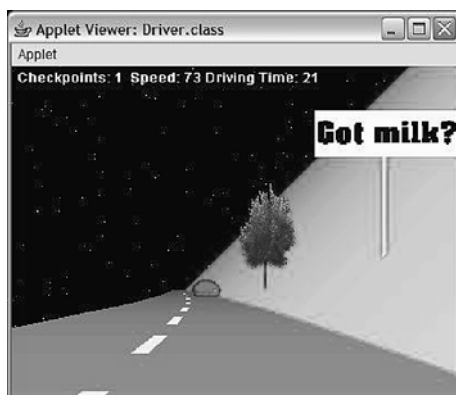 Applet Viewer: Driver.class
Applet
Checkpoints: 1 Speed: 73 Driving Time: 21
Got milk?